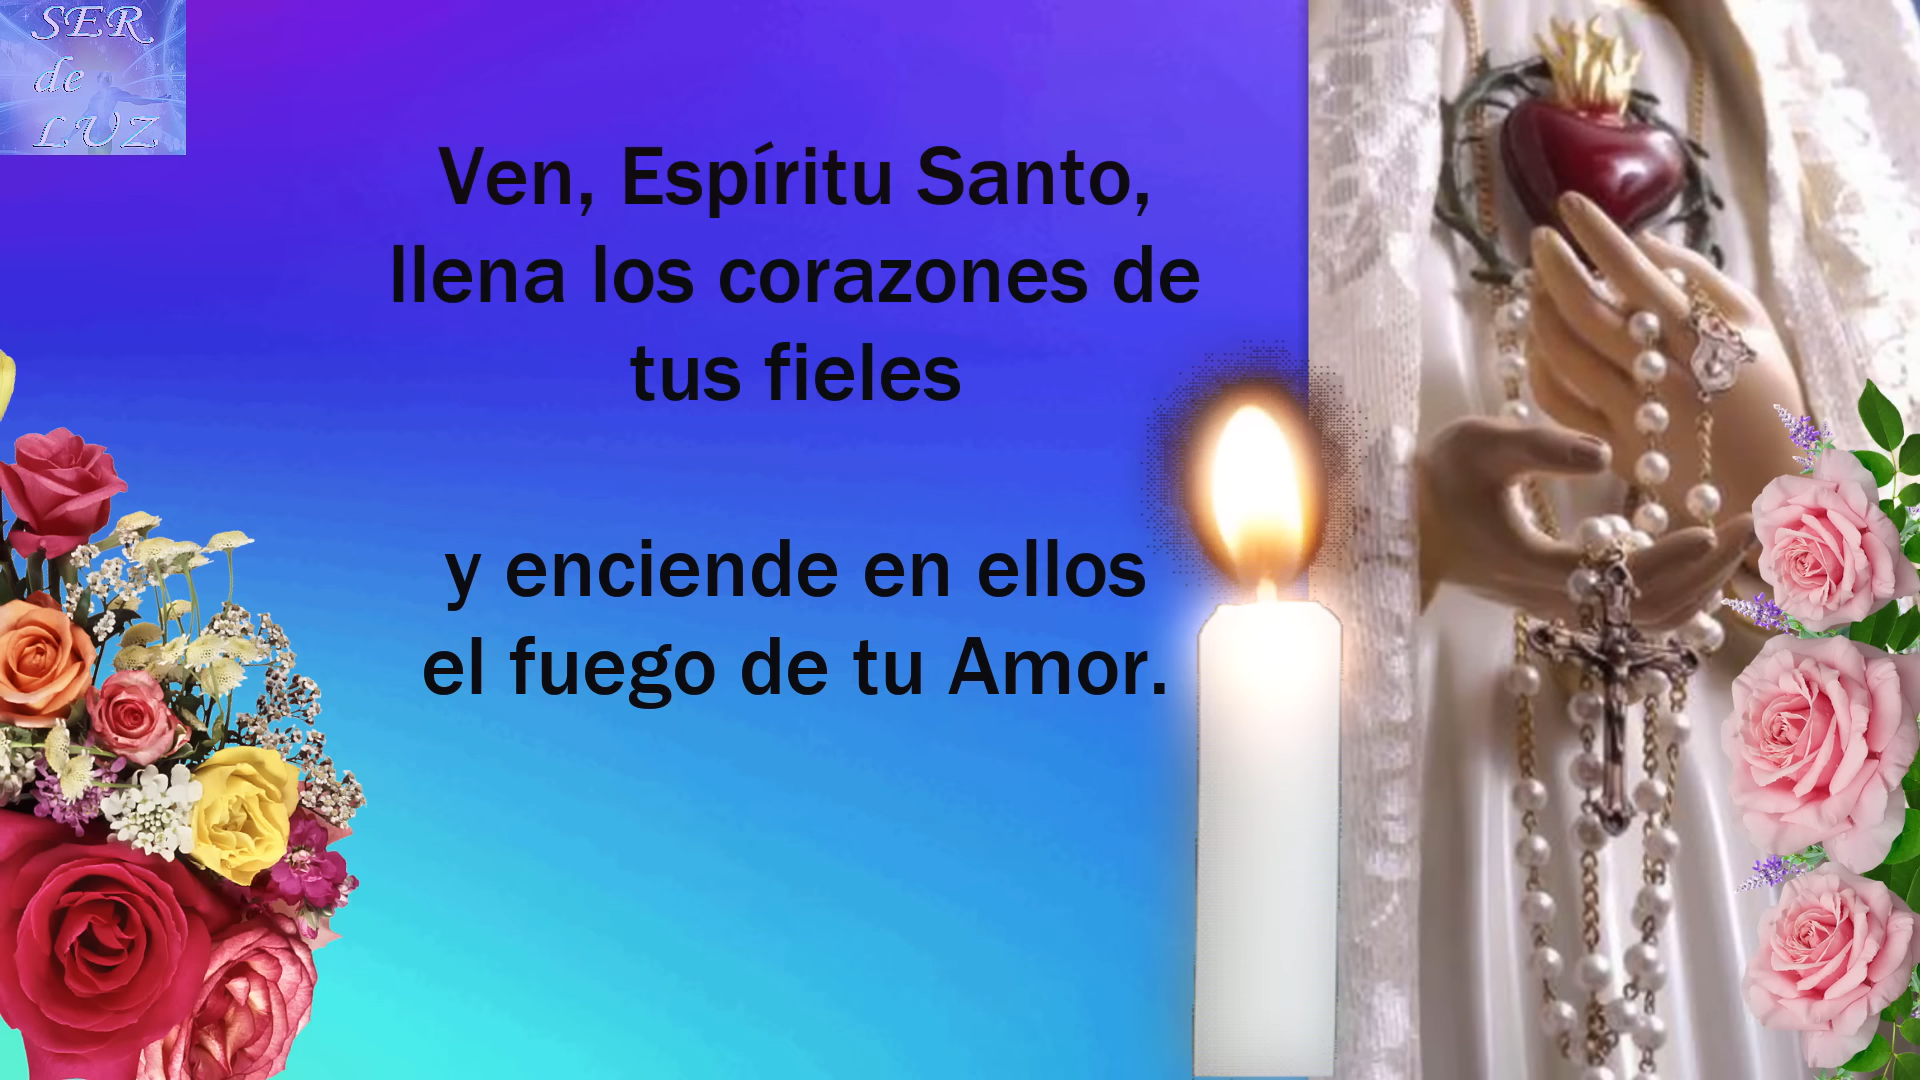 SER
de
LUZ
Ven, Espíritu Santo,
llena los corazones de
tus fieles
y enciende en ellos
el fuego de tu Amor.